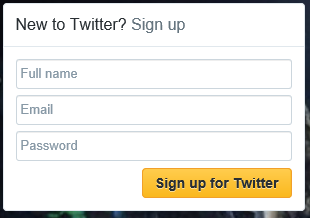 New to Twitter? Sign up
Full name
Email
Password
Sign up for Twitter